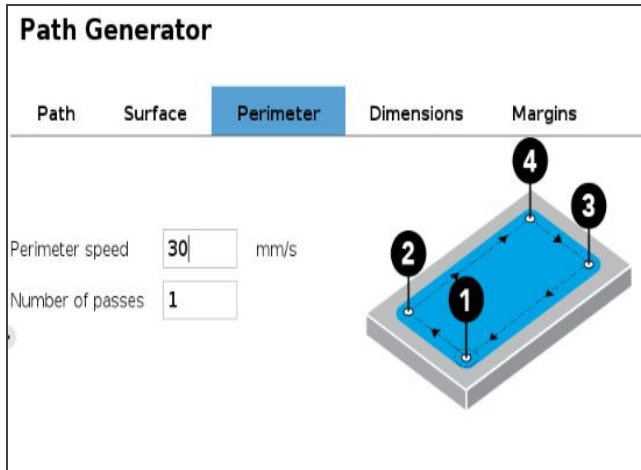 Path Generator
Path Surface Perimeter Dimensions Margins
4
3
Perimeter speed 30 mm/s
2
Number of passes 1
1